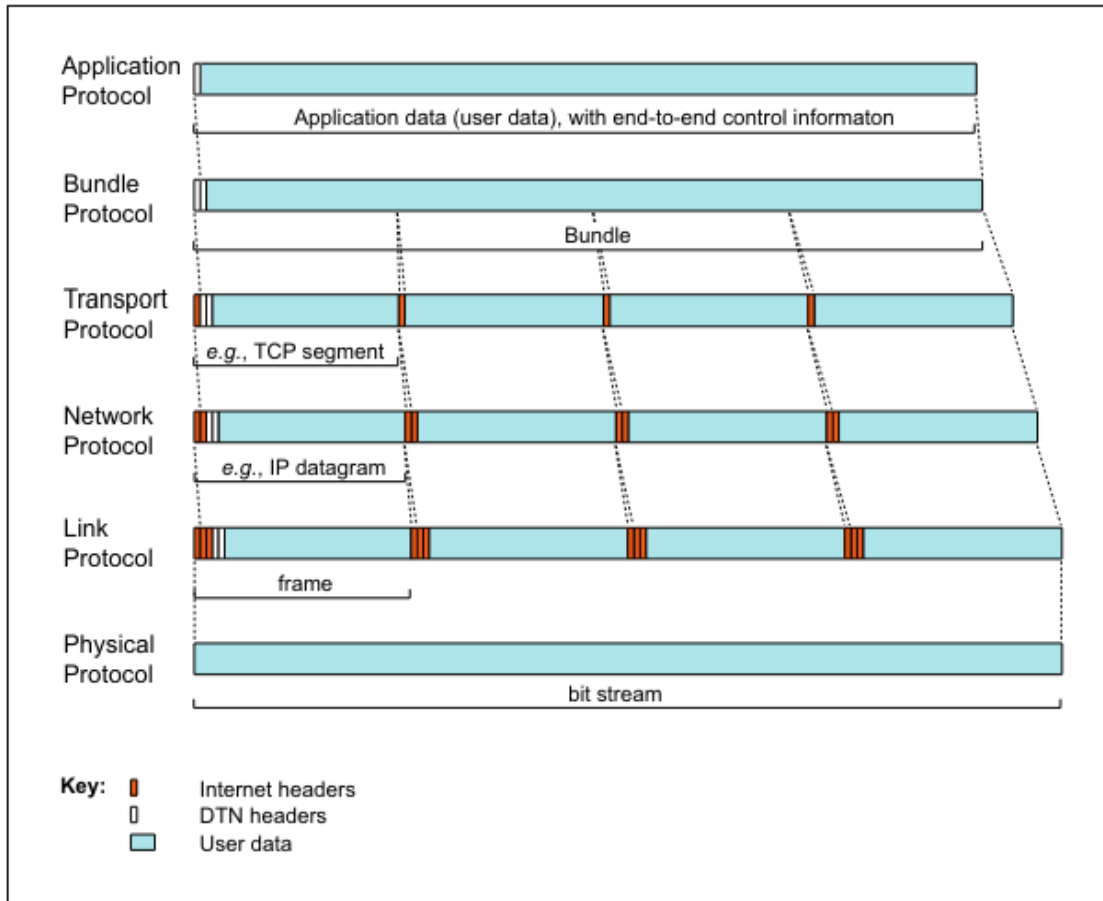 Application
Protocol
Application data (user data), with end-to-end control informaton
Bundle
Protocol
Bundle
Transport
Protocol
e.g., TCP segment
Network
Protocol
e.g., IP datagram
Link
Protocol
frame
Physical
Protocol
bit stream
Key:
Internet headers
DTN headers
User data